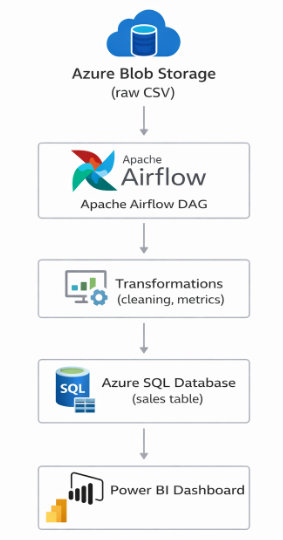 Azure Blob Storage
(raw CSV)
Apache
Airflow
Apache Airflow DAG
Transformations
(cleaning, metrics)
SQL
Azure SQL Database
(sales table)
Power BI Dashboard